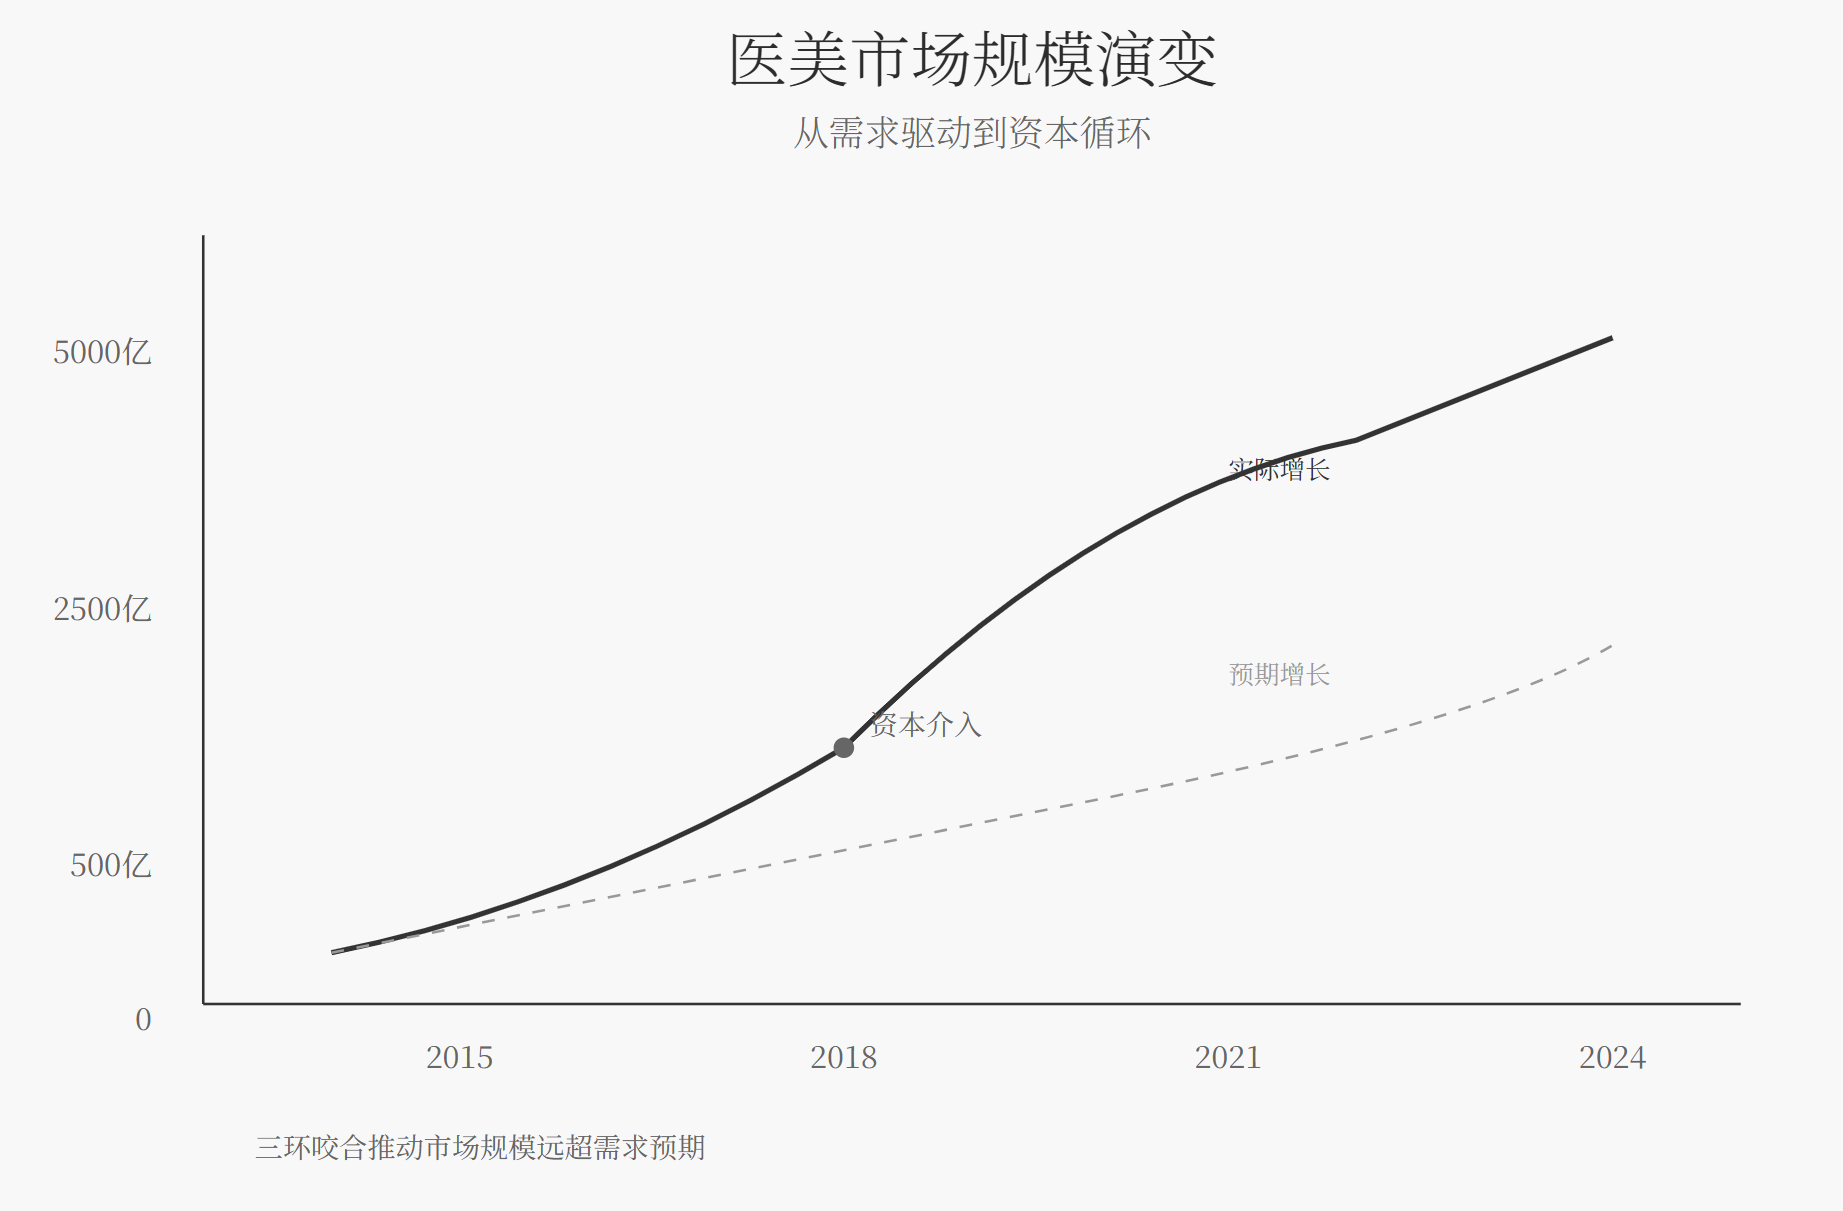 医美市场规模演变
从需求驱动到资本循环
5000亿
2500亿
500亿
0
实际增长
预期增长
资本介入
2015
2018
2021
2024
三环咬合推动市场规模远超需求预期